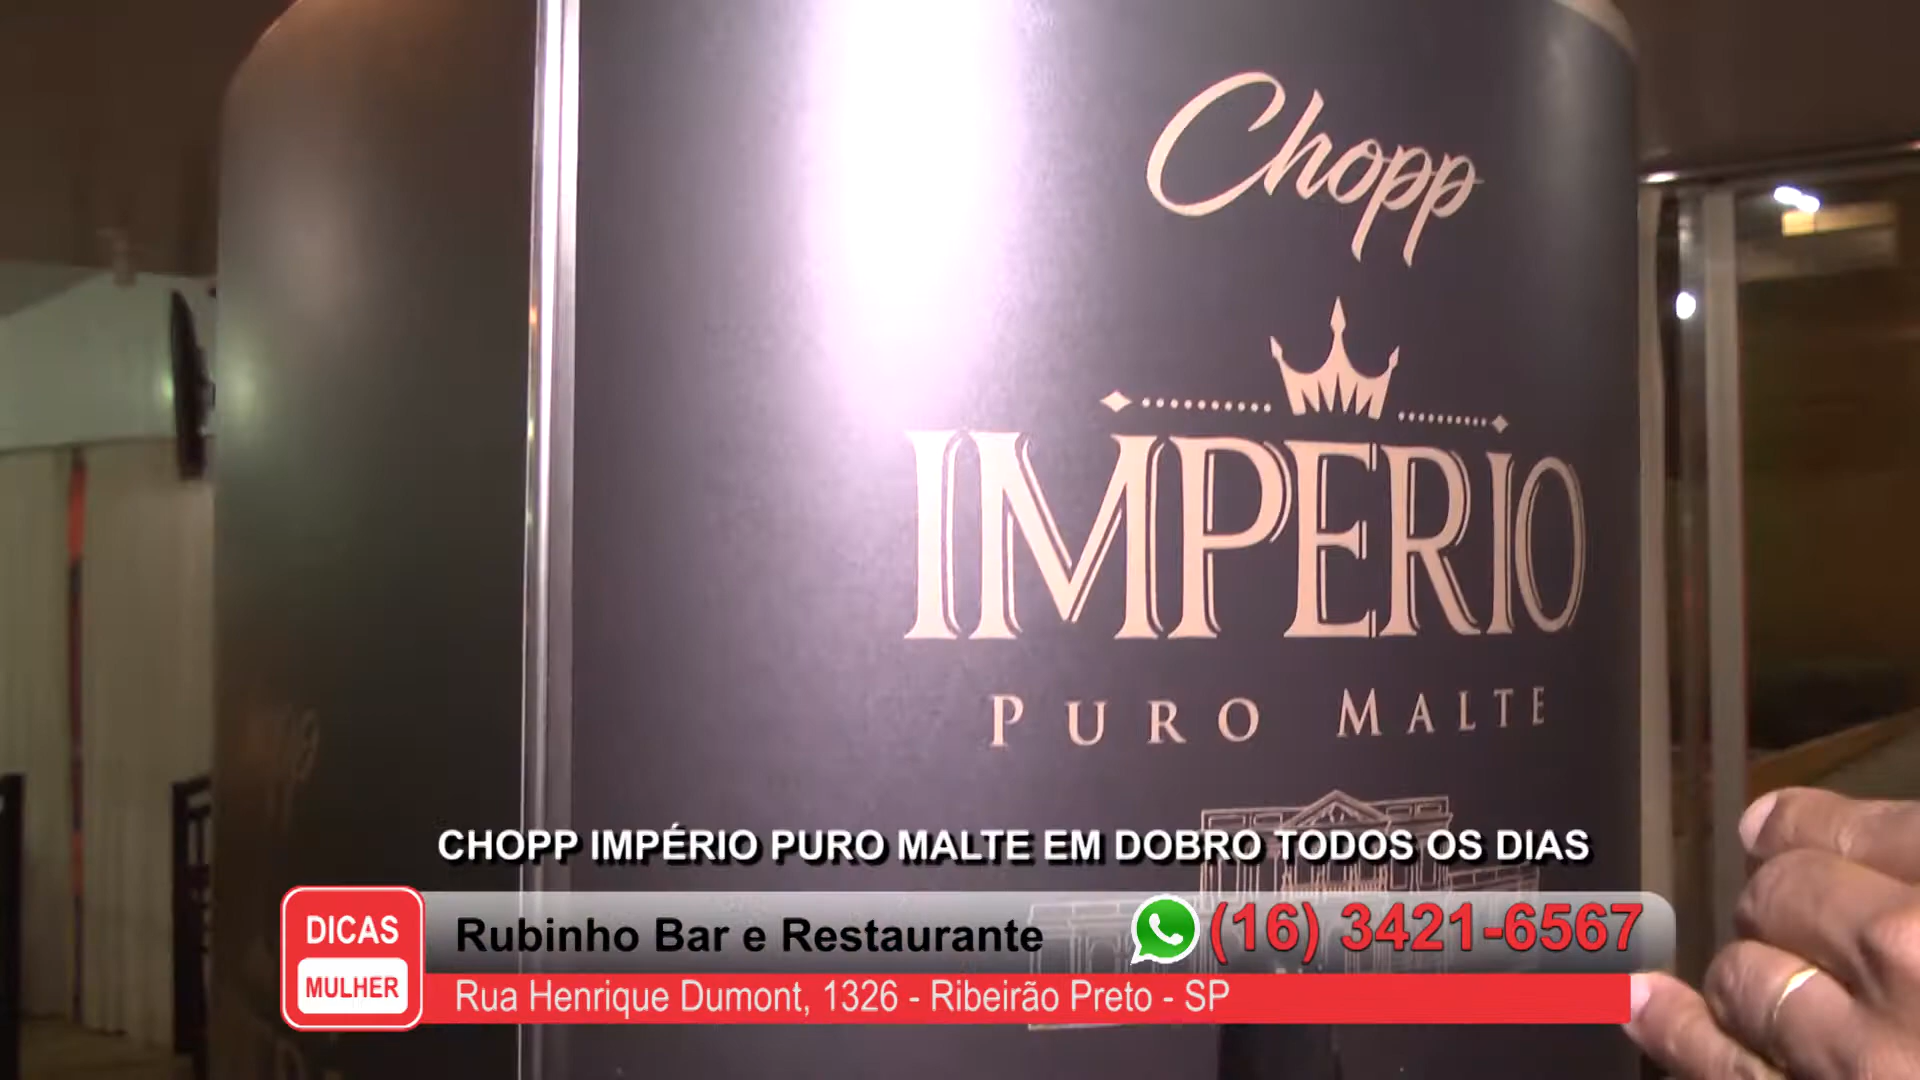 Chopp
IMPERIO
PURO MALTE
CHOPP IMPÉRIO PURO MALTE EM DOBRO TODOS OS DIAS
DICAS
MULHER
Rubinho Bar e Restaurante
(16) 3421-6567
Rua Henrique Dumont, 1326 - Ribeirão Preto - SP